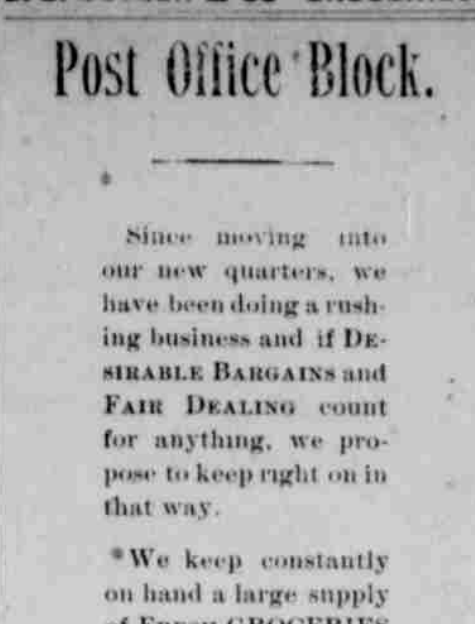 Post Office Block.
Since moving into
our new quarters, we
have been doing a rush-
ing business and if DE-
SIRABLE BARGAINS and
FAIR DEALING count
for anything, we pro-
pose to keep right on in
that way.
*We keep constantly
on hand a large supply
of GROCERIES